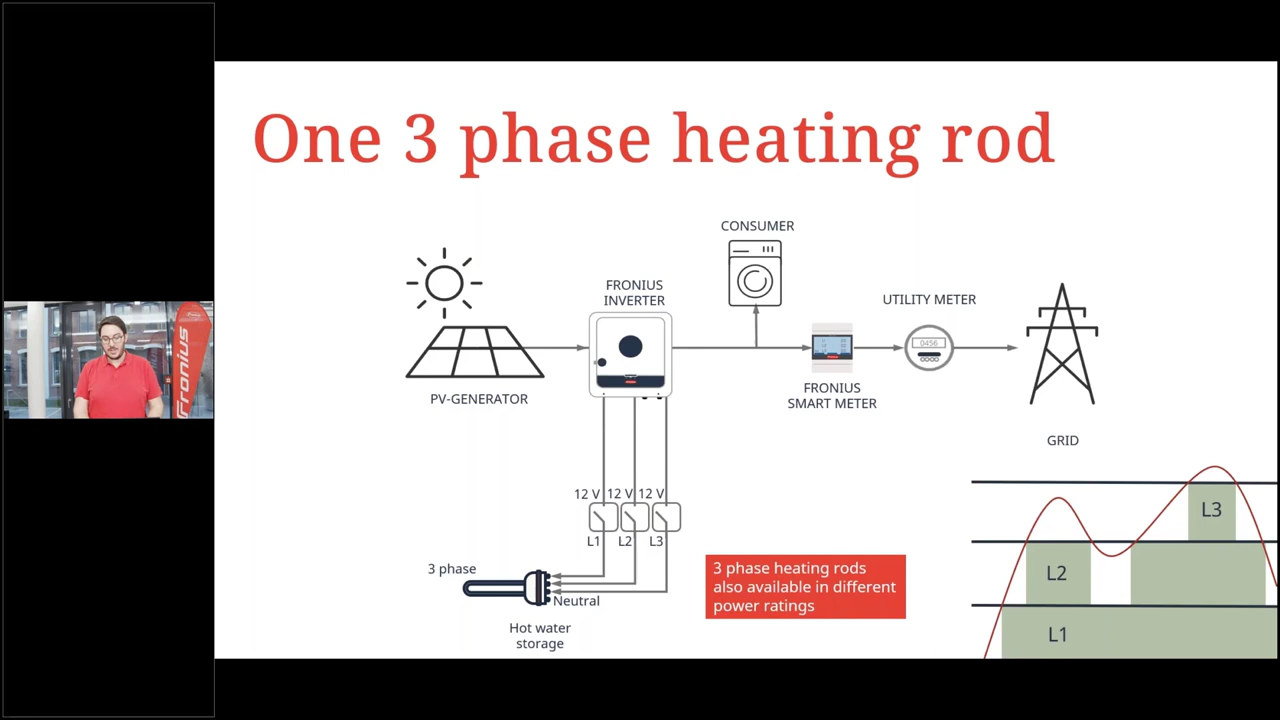 One 3 phase heating rod
CONSUMER
FRONIUS
INVERTER
UTILITY METER
0456
PV-GENERATOR
FRONIUS
SMART METER
GRID
12 V 12 V 12 V
L1 L2 L3
3 phase
Neutral
Hot water
storage
3 phase heating rods
also available in different
power ratings
L3
L2
L1
Fronius